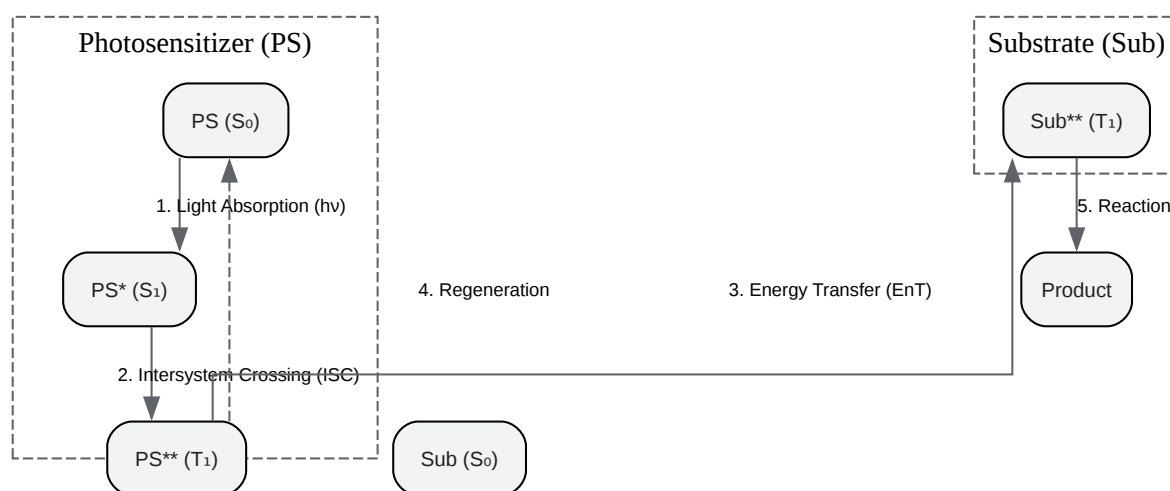 Photosensitizer (PS)
Substrate (Sub)
PS (S₀)
Sub** (T₁)
1. Light Absorption (hν)
5. Reaction
PS* (S₁)
4. Regeneration
3. Energy Transfer (EnT)
Product
2. Intersystem Crossing (ISC)
PS** (T₁)
Sub (S₀)